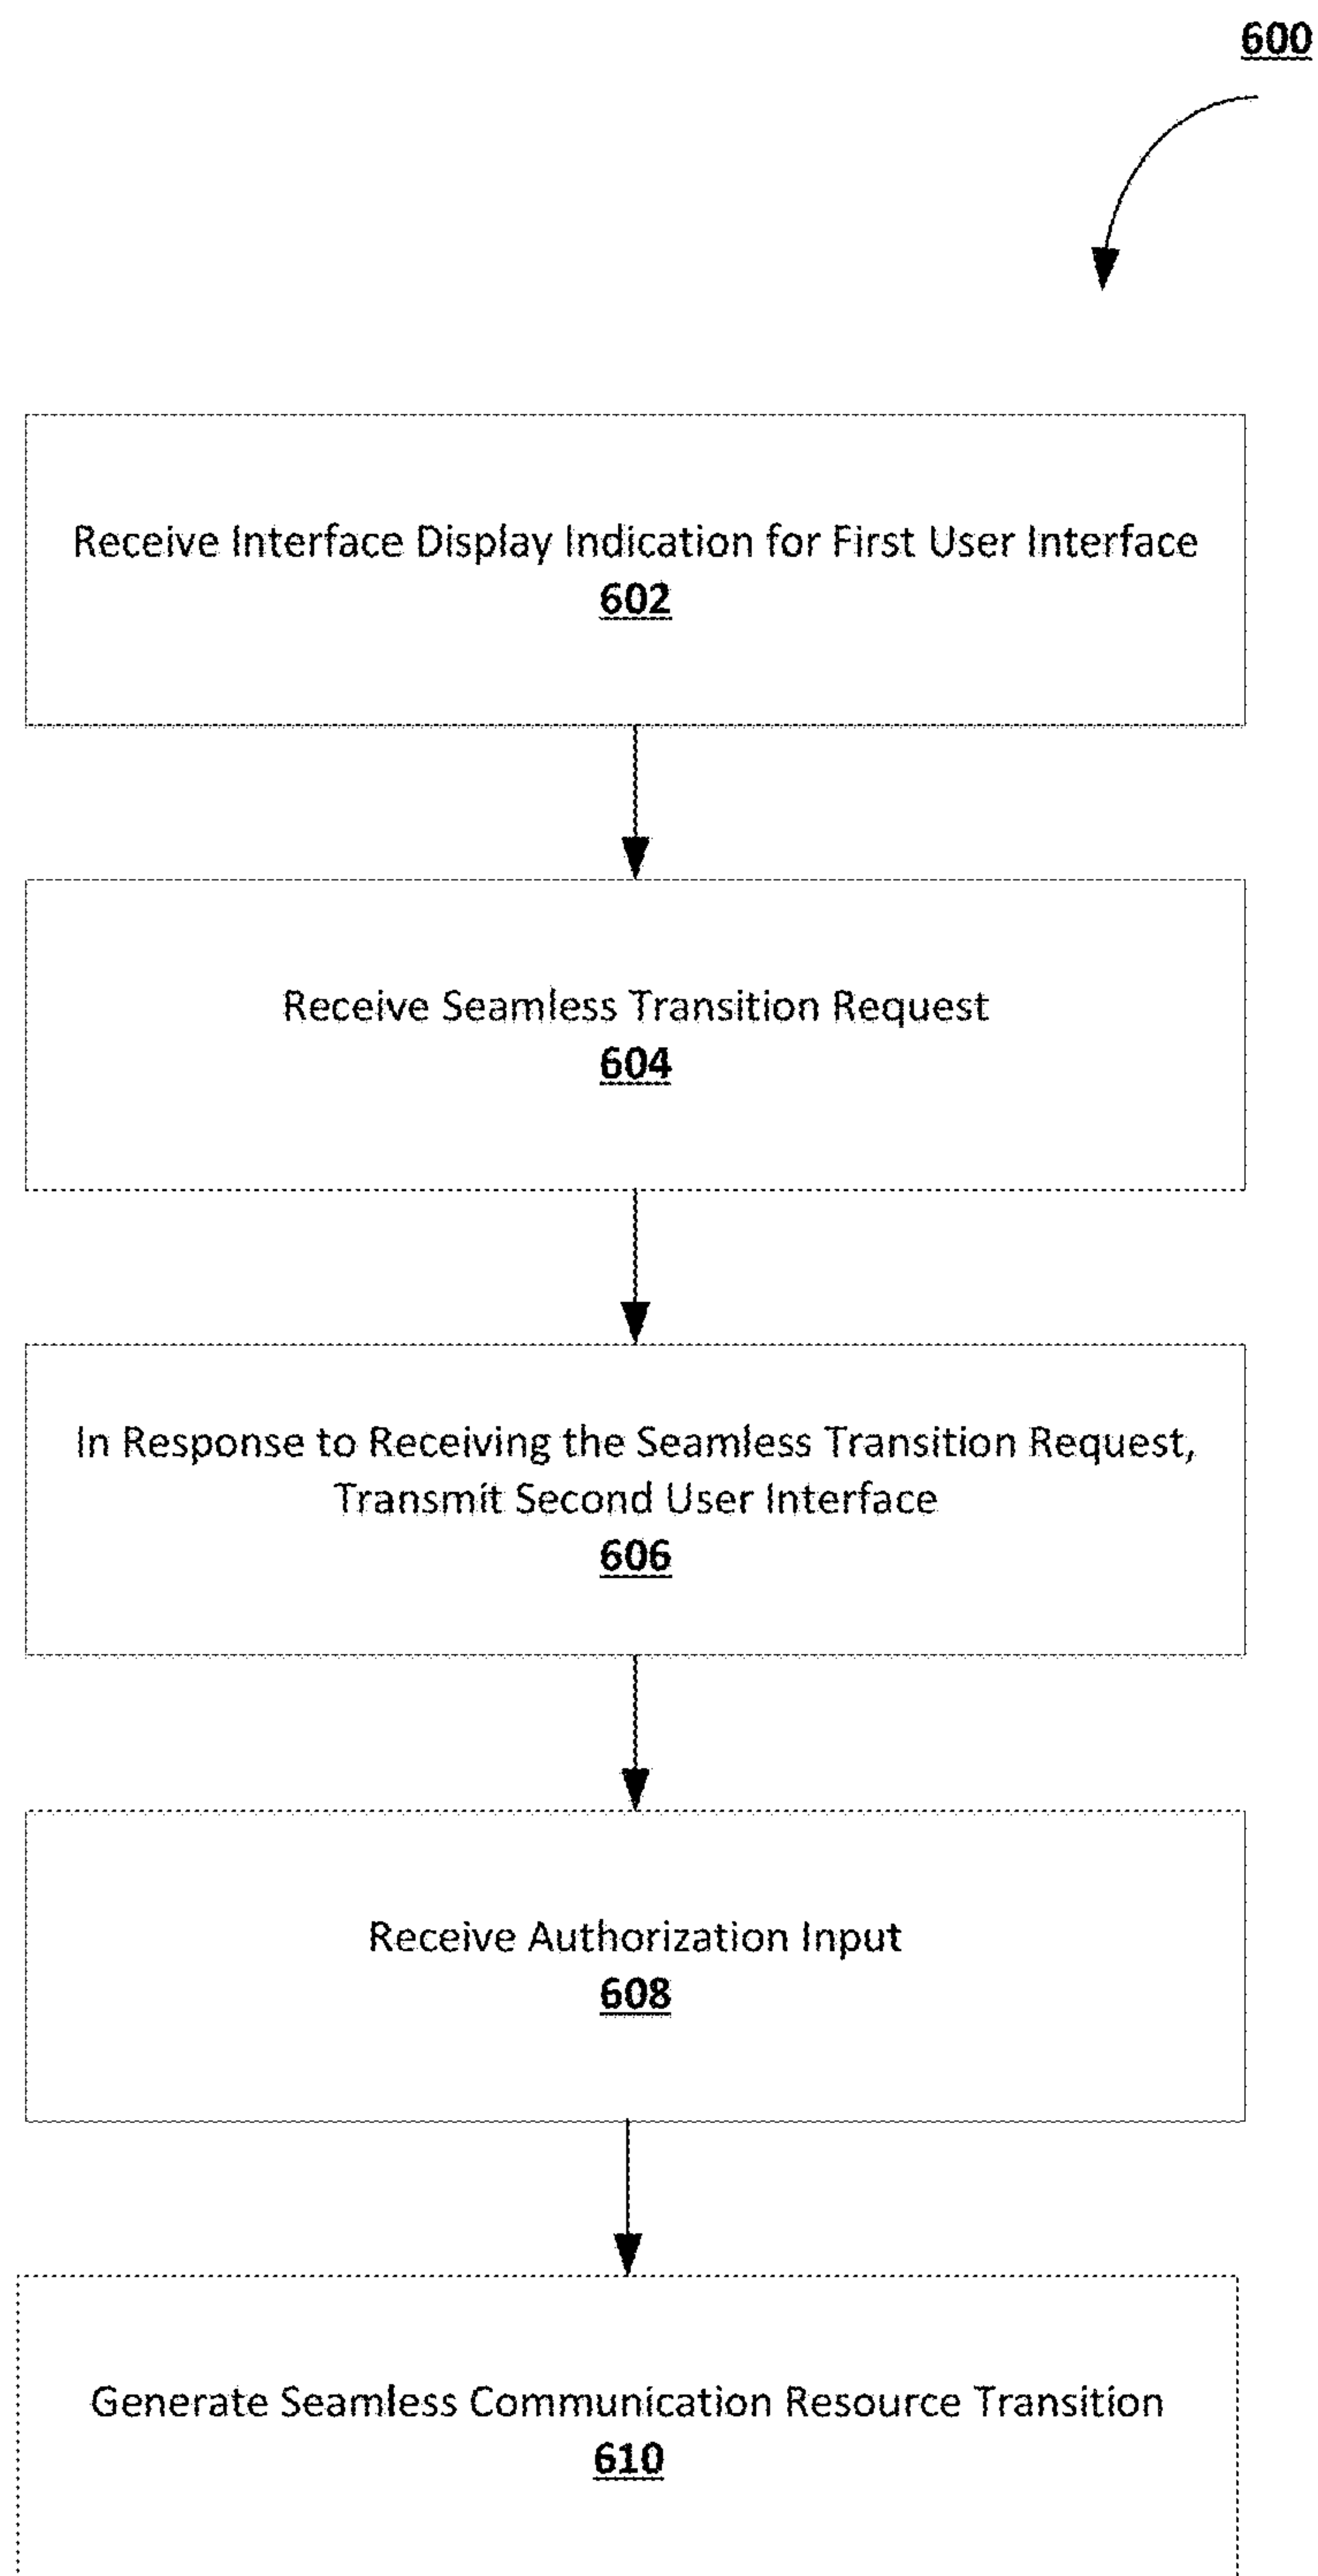 600
Receive Interface Display Indication for First User Interface
602
Receive Seamless Transition Request
604
In Response to Receiving the Seamless Transition Request,
Transmit Second User Interface
606
Receive Authorization Input
608
Generate Seamless Communication Resource Transition
610